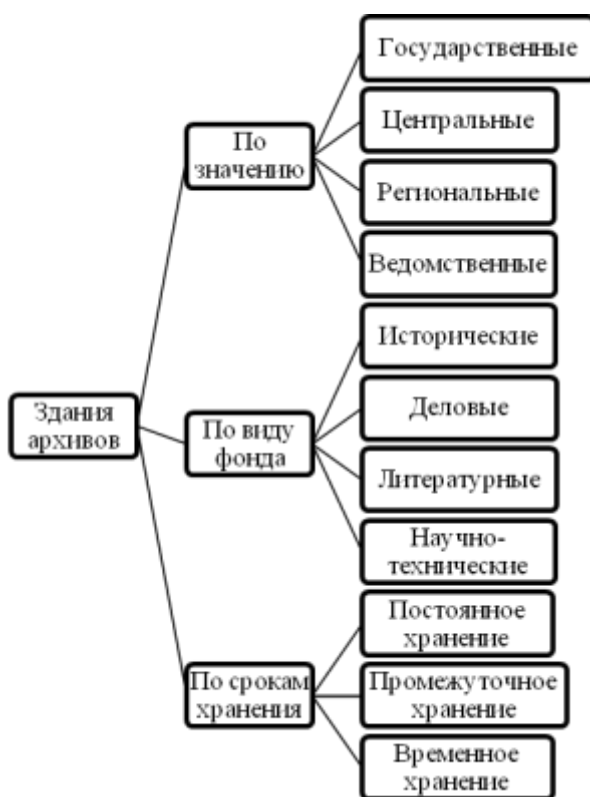 Здания
архивов
По
значению
Государственные
Центральные
Региональные
Ведомственные
По виду
фонда
Исторические
Деловые
Литературные
Научно-
технические
По срокам
хранения
Постоянное
хранение
Промежуточное
хранение
Временное
хранение